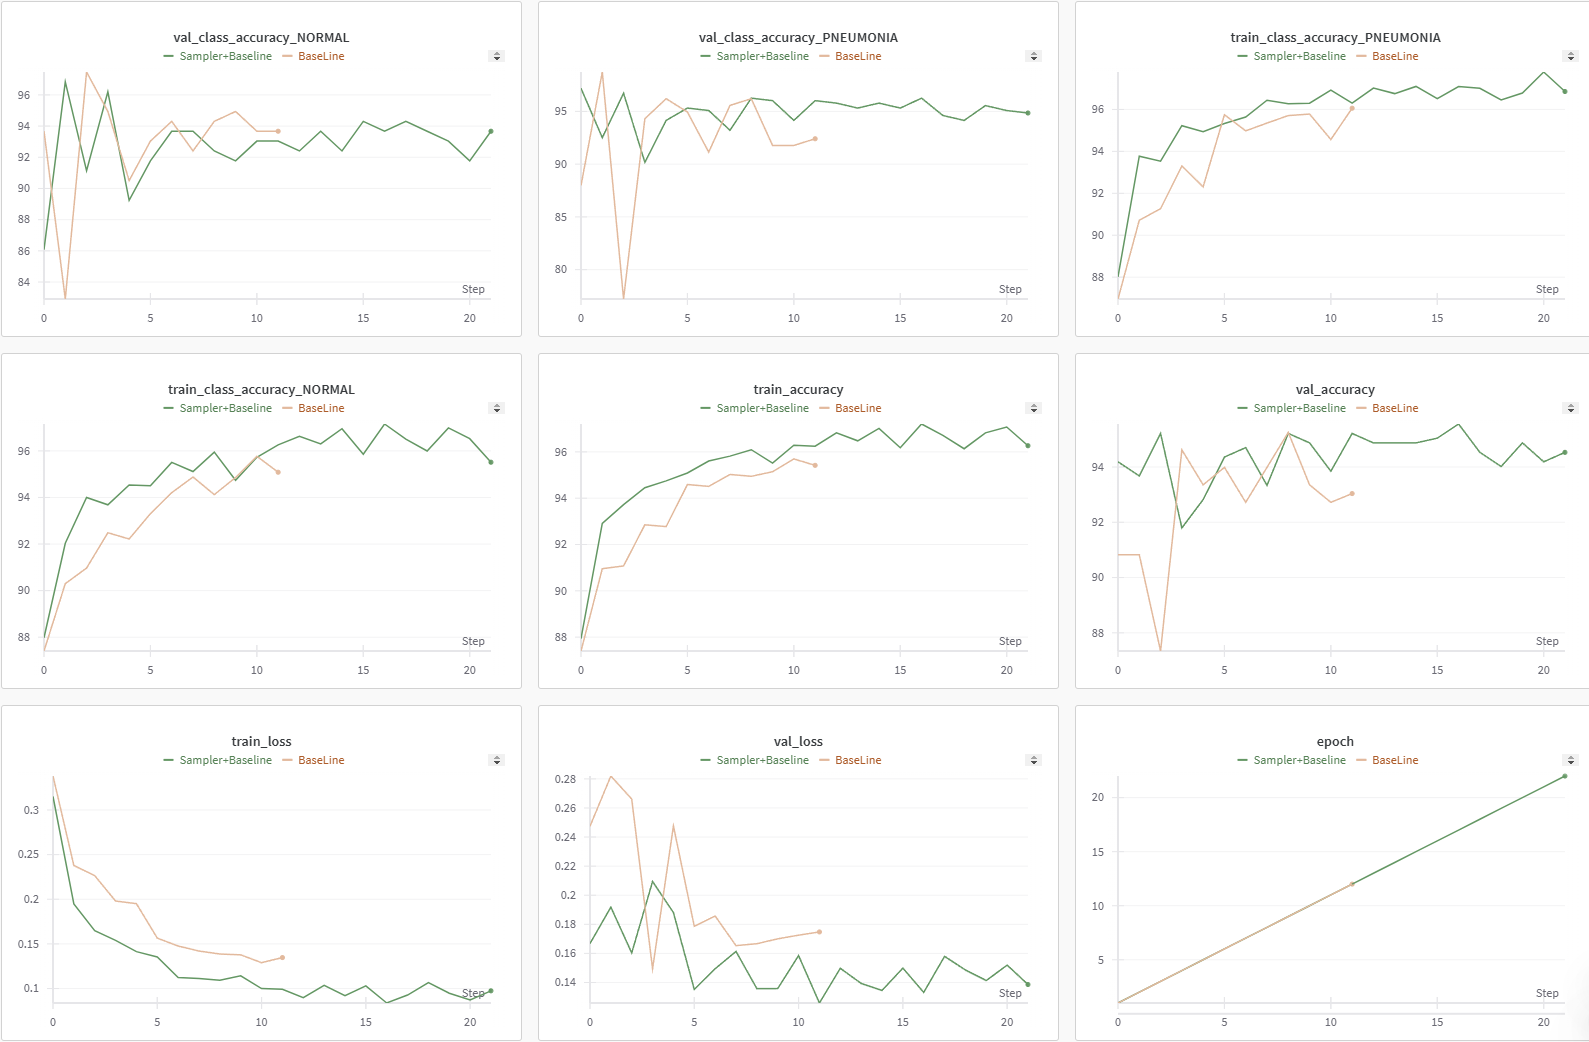 val_class_accuracy_NORMAL
Sampler+Baseline BaseLine
96
94
92
90
88
86
84
Step
0 5 10 15 20
val_class_accuracy_PNEUMONIA
Sampler+Baseline BaseLine
95
90
85
80
Step
0 5 10 15 20
train_class_accuracy_PNEUMONIA
Sampler+Baseline BaseLine
96
94
92
90
88
Step
0 5 10 15 20
train_class_accuracy_NORMAL
Sampler+Baseline BaseLine
96
94
92
90
88
Step
0 5 10 15 20
train_accuracy
Sampler+Baseline BaseLine
96
94
92
90
88
Step
0 5 10 15 20
val_accuracy
Sampler+Baseline BaseLine
94
92
90
88
Step
0 5 10 15 20
train_loss
Sampler+Baseline BaseLine
0.3
0.25
0.2
0.15
0.1
Step
0 5 10 15 20
val_loss
Sampler+Baseline BaseLine
0.28
0.26
0.24
0.22
0.2
0.18
0.16
0.14
Step
0 5 10 15 20
epoch
Sampler+Baseline BaseLine
20
15
10
5
Step
0 5 10 15 20